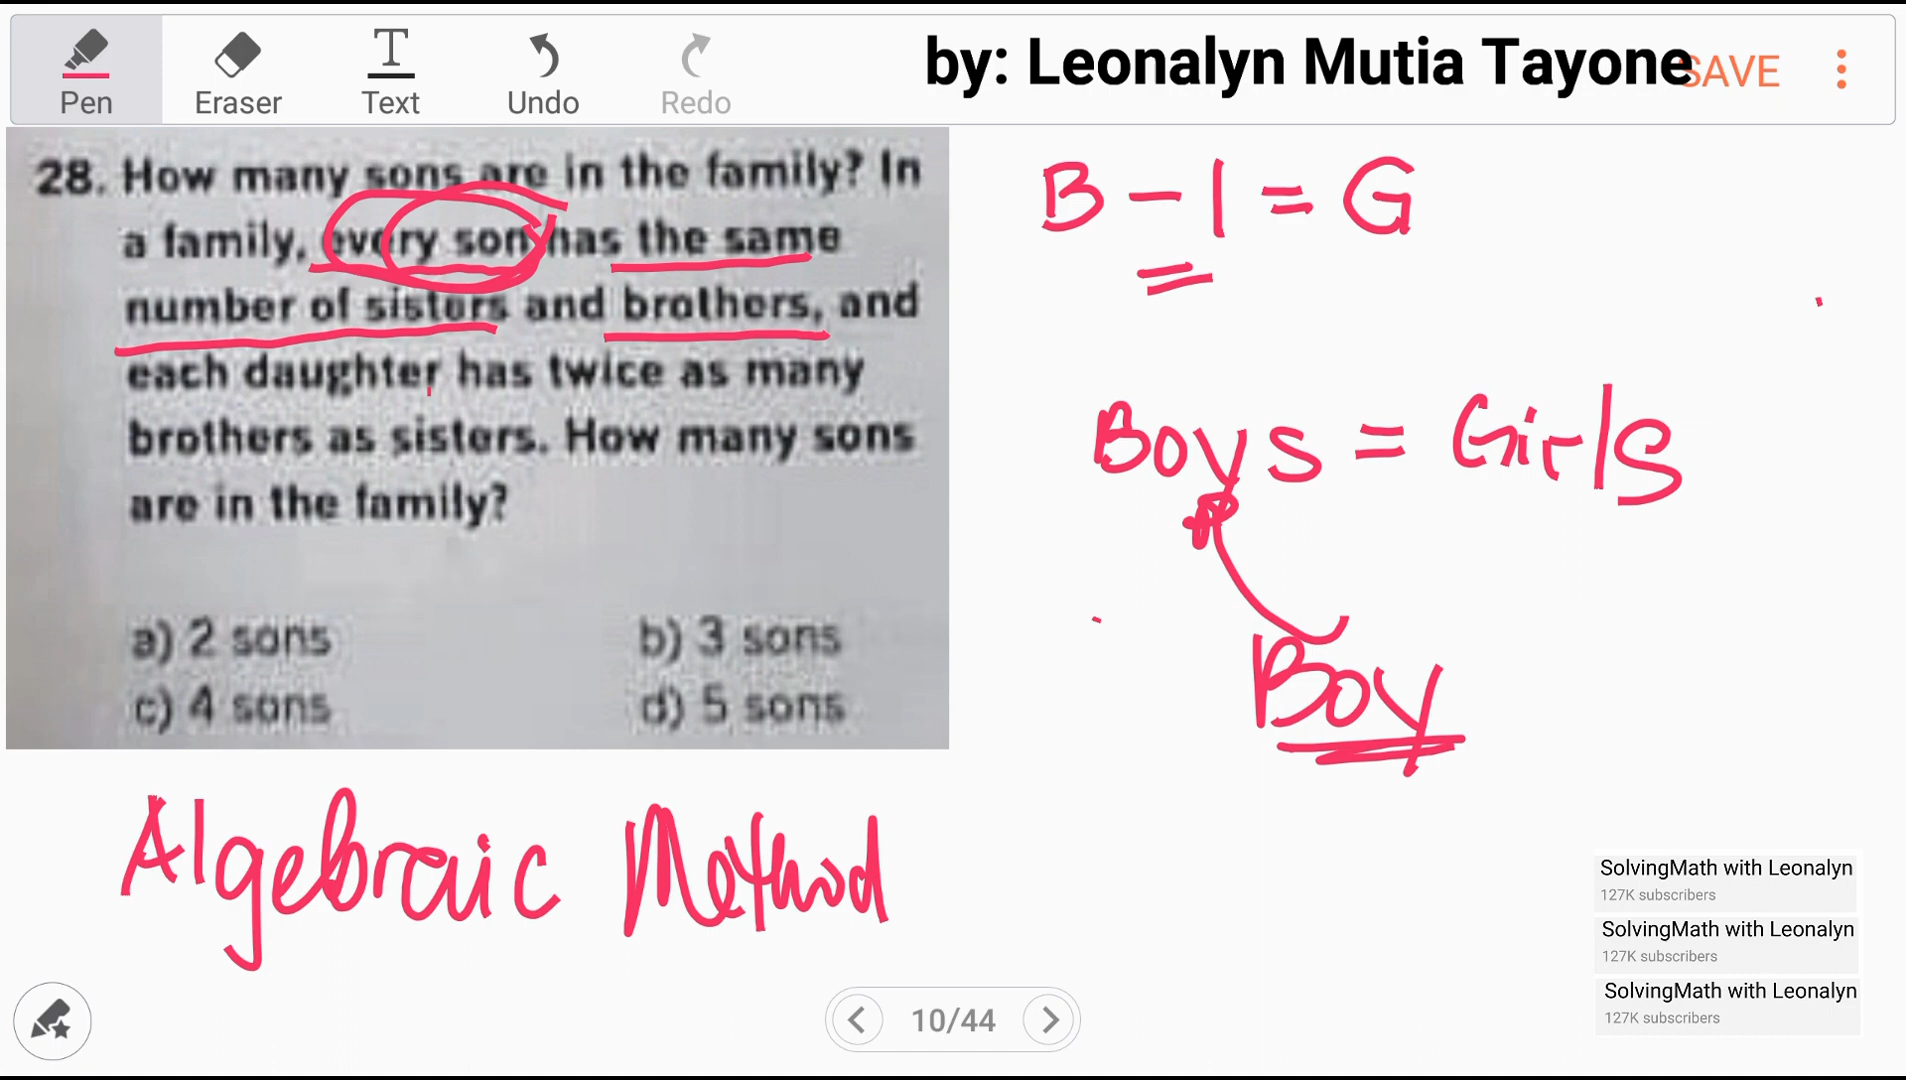 Pen
Eraser
Text
Undo
Redo
by: Leonalyn Mutia Tayone
SAVE
28. How many sons are in the family? In
a family, every son has the same
number of sisters and brothers, and
each daughter has twice as many
brothers as sisters. How many sons
are in the family?
a) 2 sons
b) 3 sons
c) 4 sons
d) 5 sons
B - 1 = G
Boys = Girls
Boy
Algebraic Method
SolvingMath with Leonalyn
127K subscribers
SolvingMath with Leonalyn
127K subscribers
SolvingMath with Leonalyn
127K subscribers
10/44